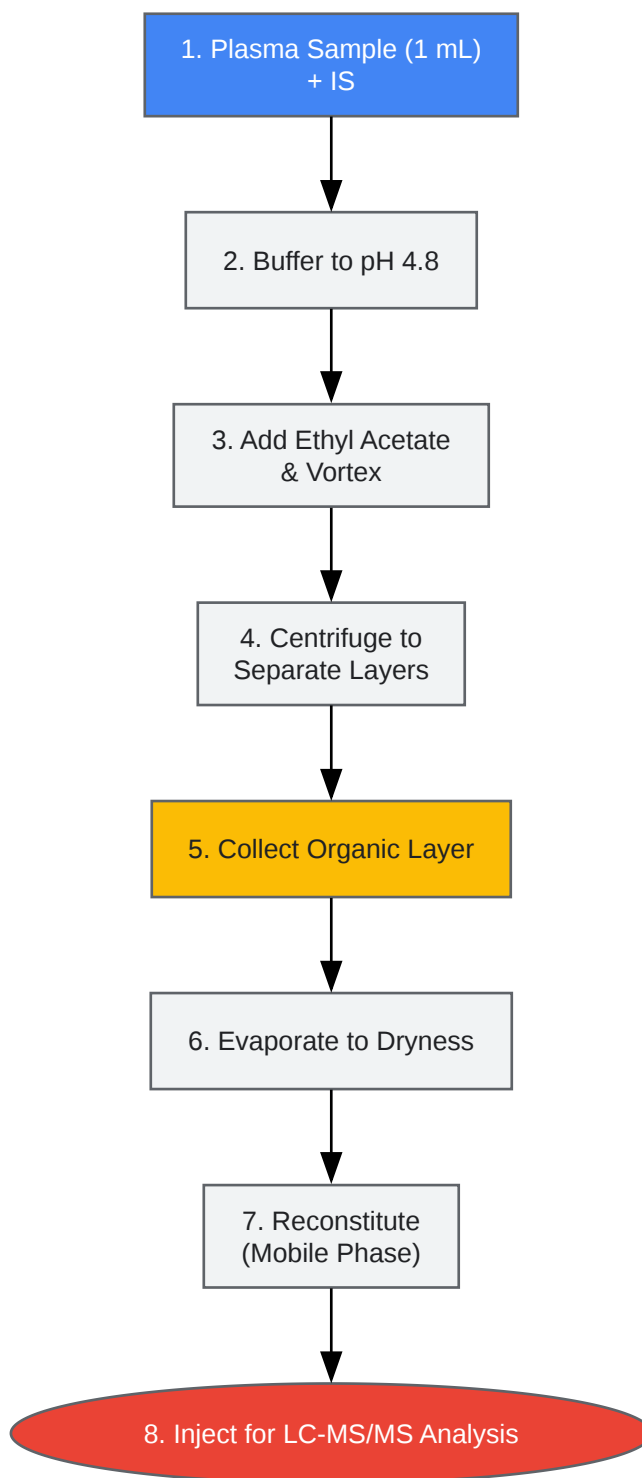 1. Plasma Sample (1 mL)
+ IS
2. Buffer to pH 4.8
3. Add Ethyl Acetate
& Vortex
4. Centrifuge to
Separate Layers
5. Collect Organic Layer
6. Evaporate to Dryness
7. Reconstitute
(Mobile Phase)
8. Inject for LC-MS/MS Analysis